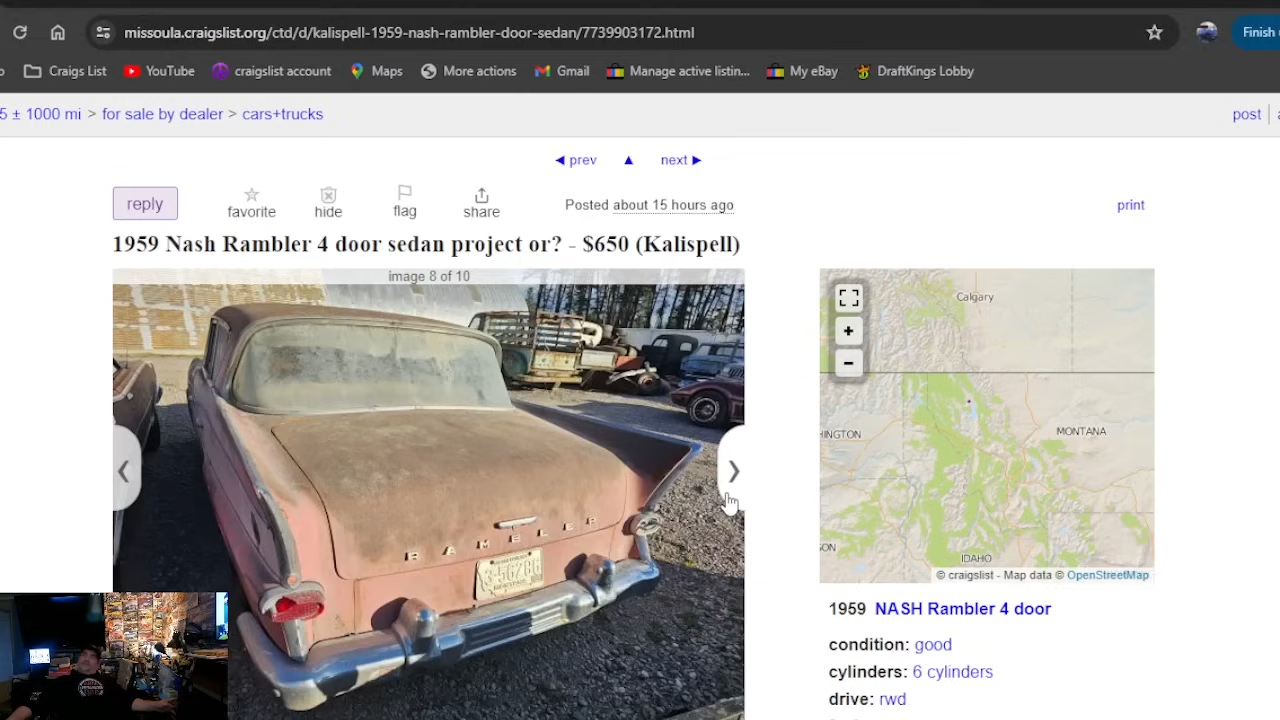 missoula.craigslist.org/ctd/d/kalispell-1959-nash-rambler-door-sedan/7739903172.html
Finish
Craigs List YouTube craigslist account Maps More actions Gmail Manage active listin... My eBay DraftKings Lobby
5 ± 1000 mi > for sale by dealer > cars+trucks
post
◀ prev ▲ next ▶
reply favorite hide flag share Posted about 15 hours ago print
1959 Nash Rambler 4 door sedan project or? - $650 (Kalispell)
image 8 of 10
RAMBLER
Calgary
+
−
HINGTON
MONTANA
ON
IDAHO
© craigslist - Map data © OpenStreetMap
1959 NASH Rambler 4 door
condition: good
cylinders: 6 cylinders
drive: rwd